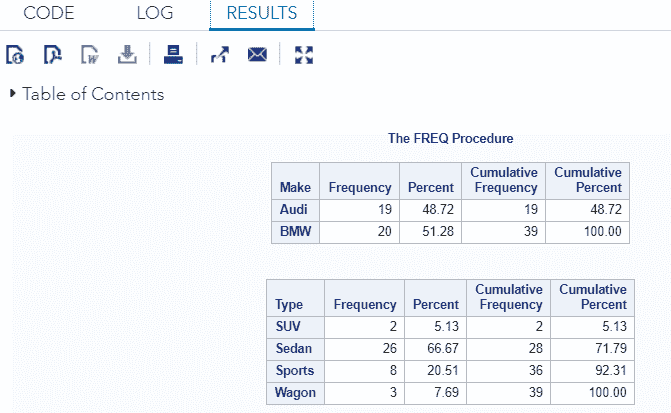 CODE LOG RESULTS
Table of Contents
The FREQ Procedure
Make Frequency Percent Cumulative Frequency Cumulative Percent
Audi 19 48.72 19 48.72
BMW 20 51.28 39 100.00
Type Frequency Percent Cumulative Frequency Cumulative Percent
SUV 2 5.13 2 5.13
Sedan 26 66.67 28 71.79
Sports 8 20.51 36 92.31
Wagon 3 7.69 39 100.00